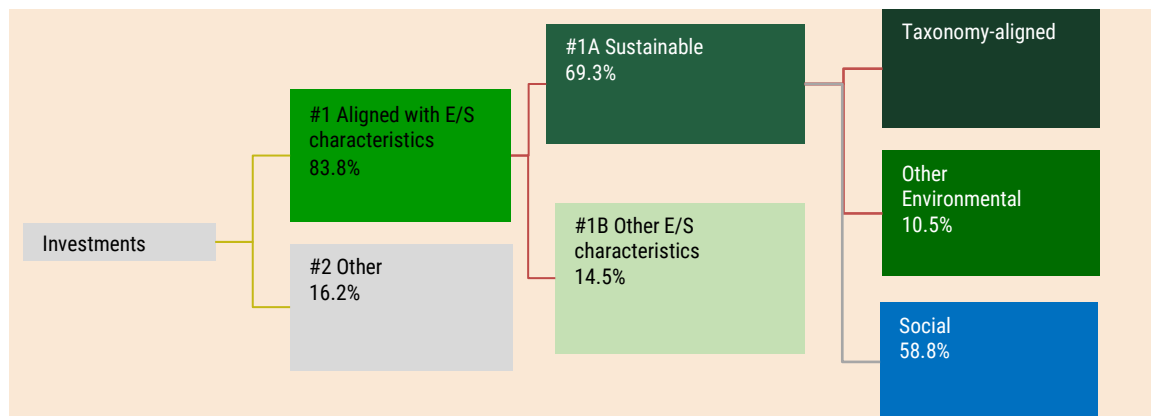 Investments
#1 Aligned with E/S
characteristics
83.8%
#2 Other
16.2%
#1A Sustainable
69.3%
#1B Other E/S
characteristics
14.5%
Taxonomy-aligned
Other
Environmental
10.5%
Social
58.8%